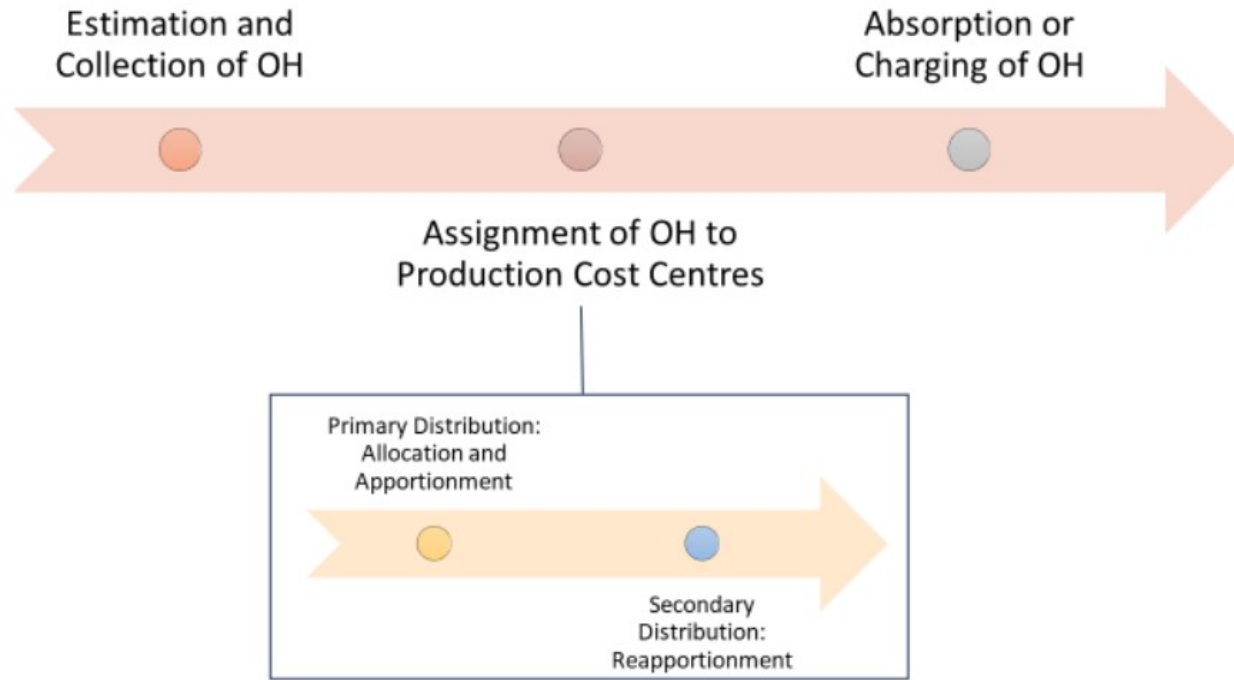 Estimation and
Collection of OH
Absorption or
Charging of OH
Assignment of OH to
Production Cost Centres
Primary Distribution:
Allocation and
Apportionment
Secondary
Distribution:
Reapportionment